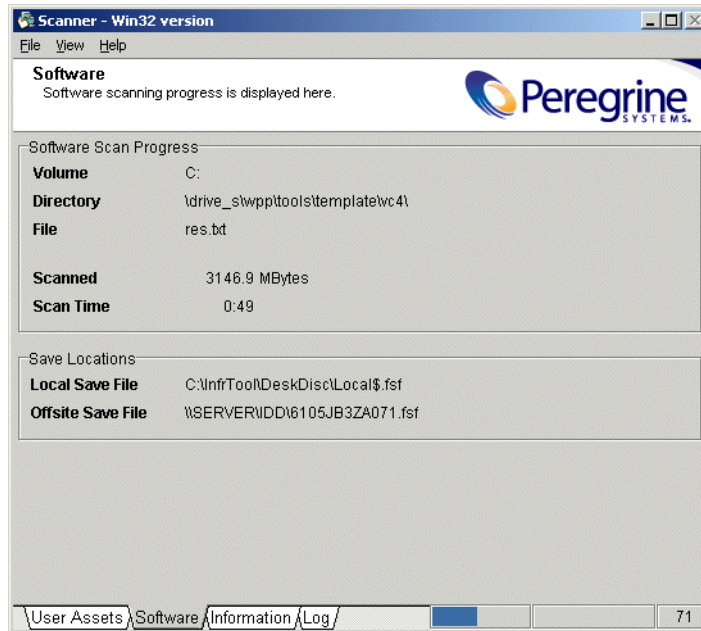 Scanner - Win32 version
File View Help
Software
Software scanning progress is displayed here.
Peregrine
SYSTEMS.
Software Scan Progress
Volume C:
Directory \drive_s\wpp\tools\template\vc4\
File res.txt
Scanned 3146.9 MBytes
Scan Time 0:49
Save Locations
Local Save File C:\InfrTool\DeskDisc\Local$.fsf
Offsite Save File \\SERVER\IDD\6105JB3ZA071.fsf
User Assets Software Information Log 71